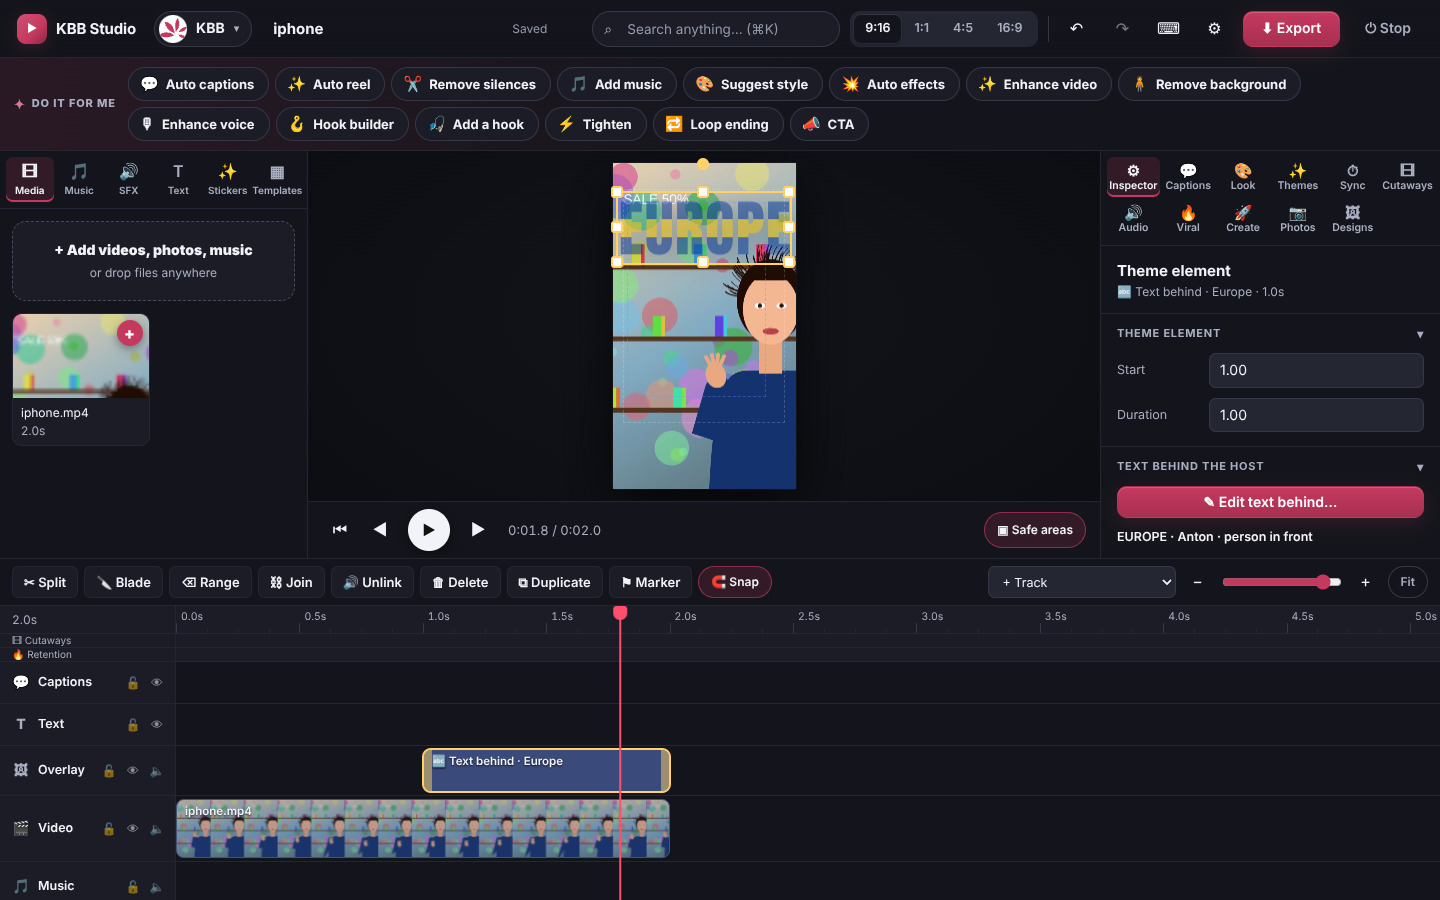 KBB Studio
KBB
iphone
Saved
Search anything... (⌘K)
9:16
1:1
4:5
16:9
Export
Stop
DO IT FOR ME
Auto captions
Auto reel
Remove silences
Add music
Suggest style
Auto effects
Enhance video
Remove background
Enhance voice
Hook builder
Add a hook
Tighten
Loop ending
CTA
Media
Music
SFX
Text
Stickers
Templates
+ Add videos, photos, music
or drop files anywhere
iphone.mp4
2.0s
SALE 50%
EUROPE
0:01.8 / 0:02.0
Safe areas
Inspector
Captions
Look
Themes
Sync
Cutaways
Audio
Viral
Create
Photos
Designs
Theme element
Text behind · Europe · 1.0s
THEME ELEMENT
Start
1.00
Duration
1.00
TEXT BEHIND THE HOST
Edit text behind...
EUROPE · Anton · person in front
Split
Blade
Range
Join
Unlink
Delete
Duplicate
Marker
Snap
+ Track
Fit
2.0s
0.0s
0.5s
1.0s
1.5s
2.0s
2.5s
3.0s
3.5s
4.0s
4.5s
5.0s
Cutaways
Retention
Captions
Text
Overlay
Text behind · Europe
Video
iphone.mp4
Music